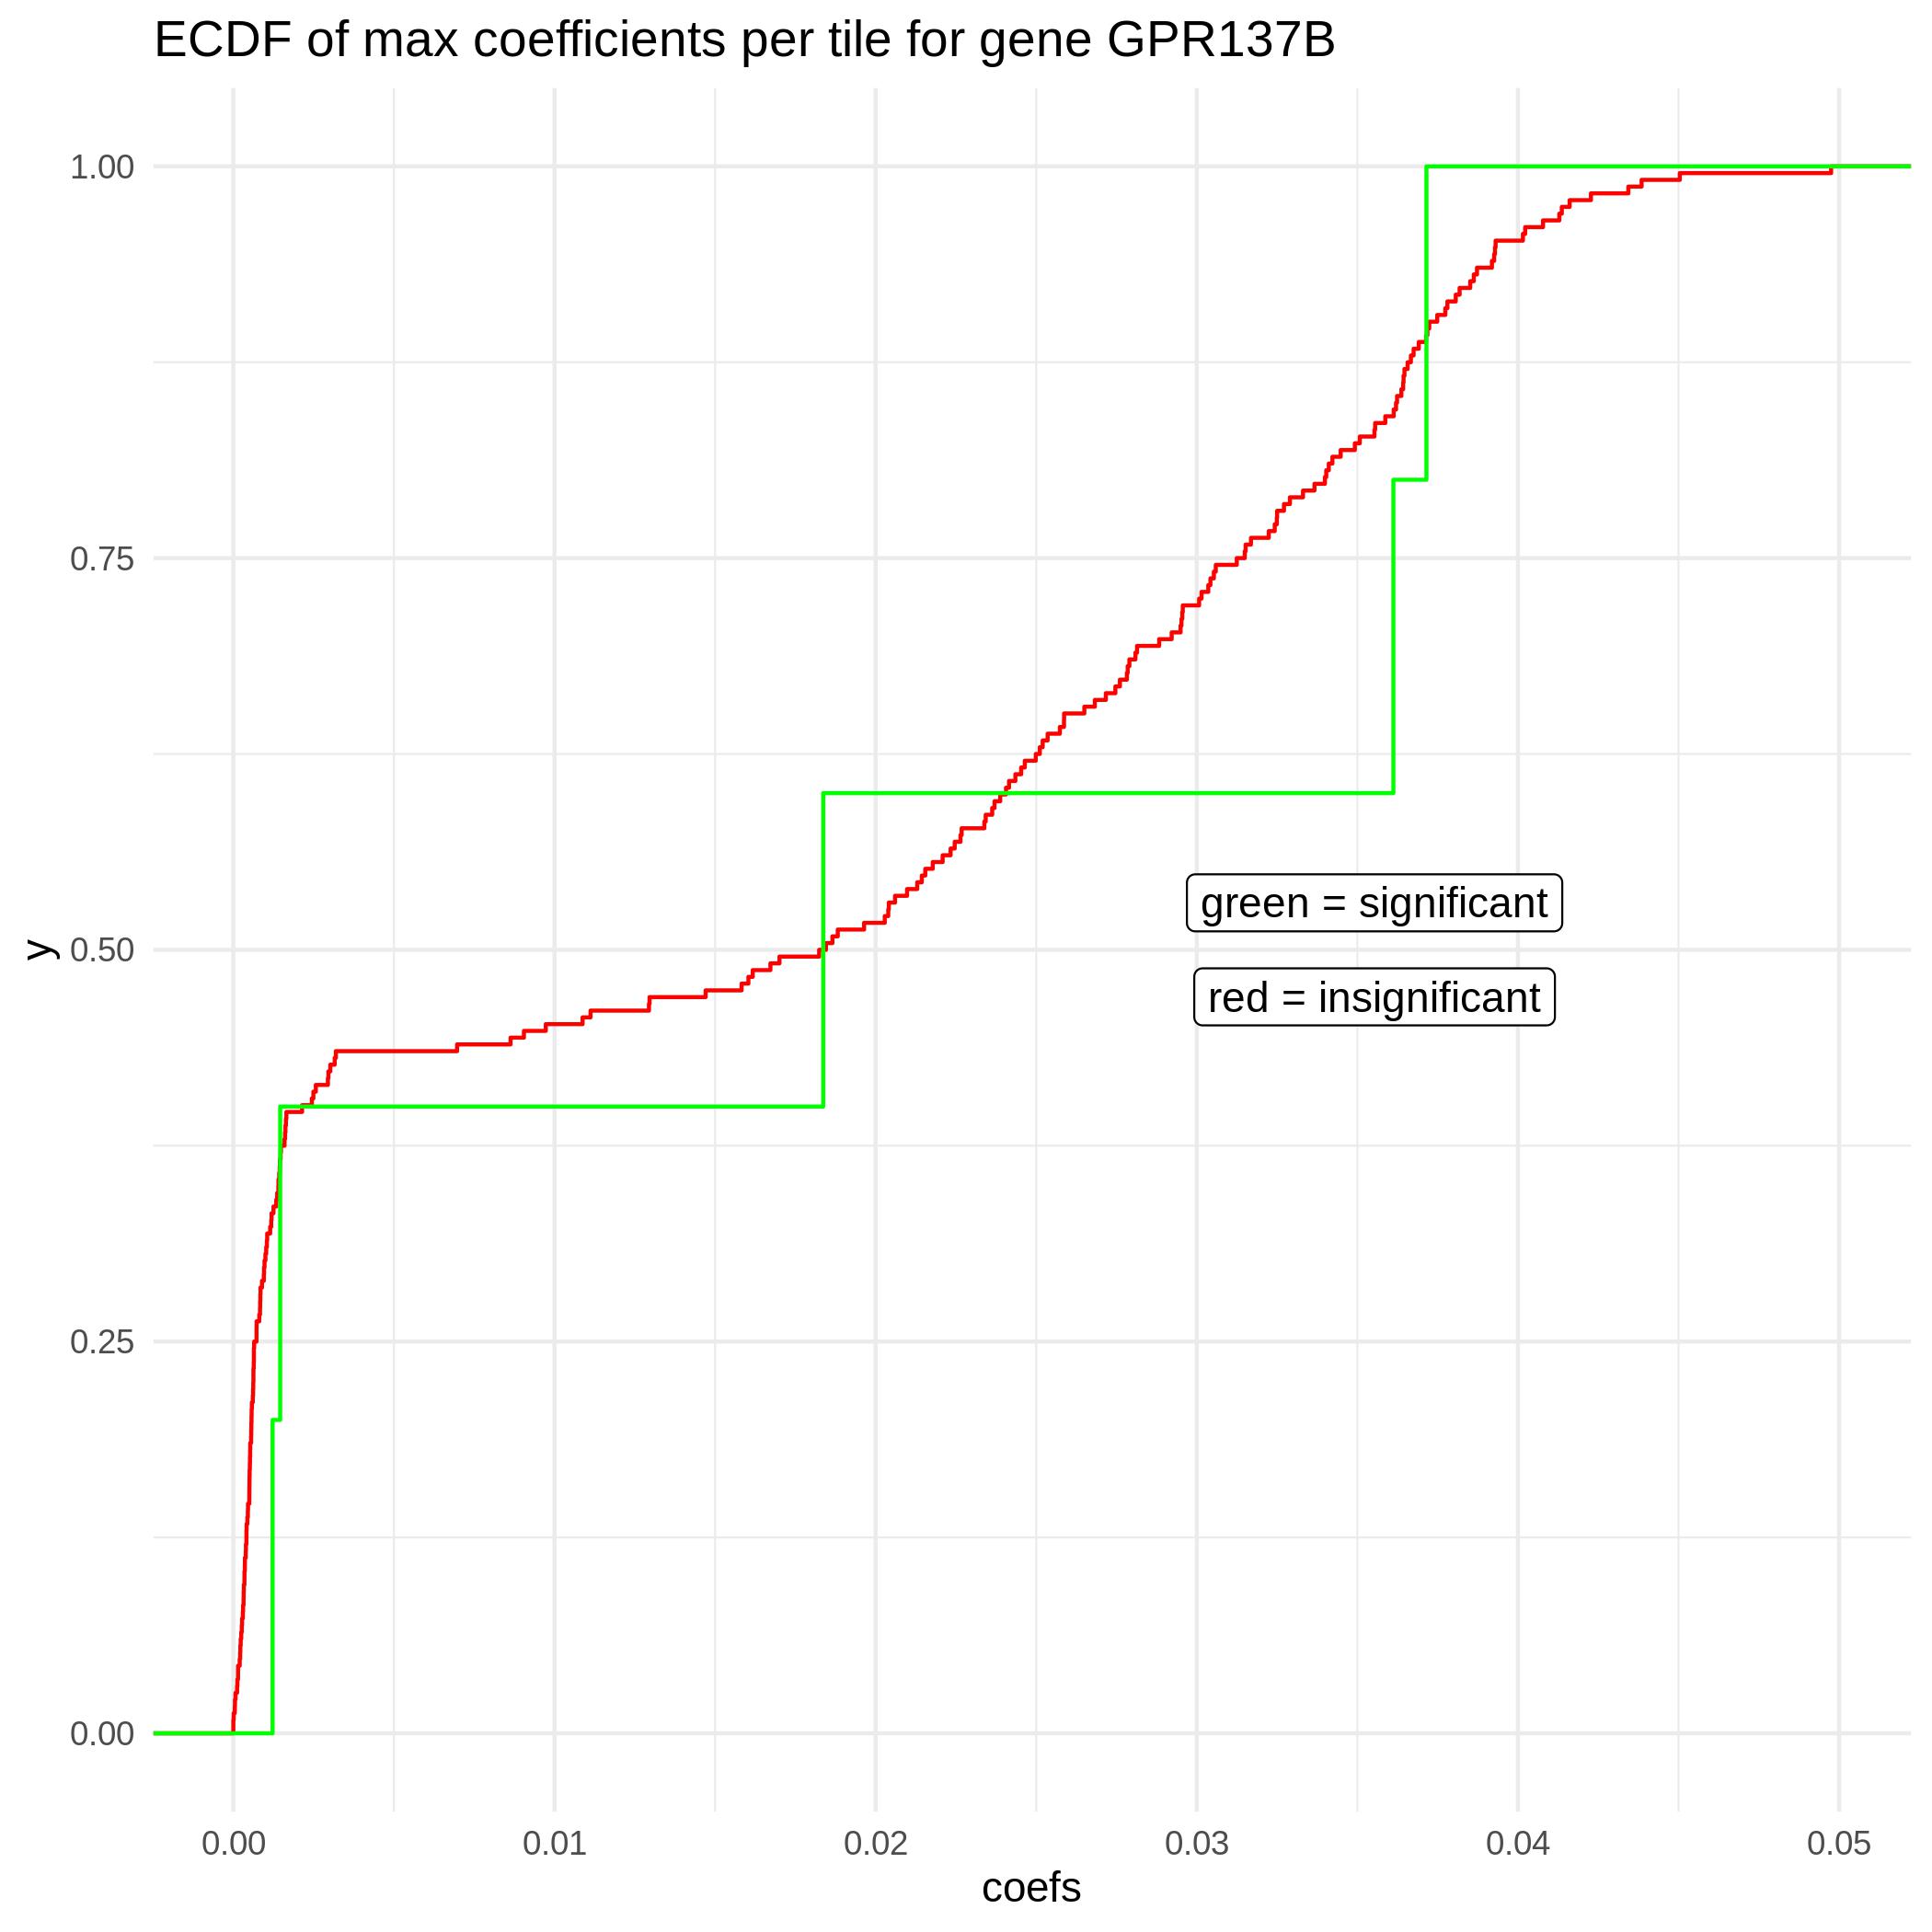 ECDF of max coefficients per tile for gene GPR137B
1.00
0.75
0.50
0.25
0.00
y
green = significant
red = insignificant
0.00 0.01 0.02 0.03 0.04 0.05
coefs